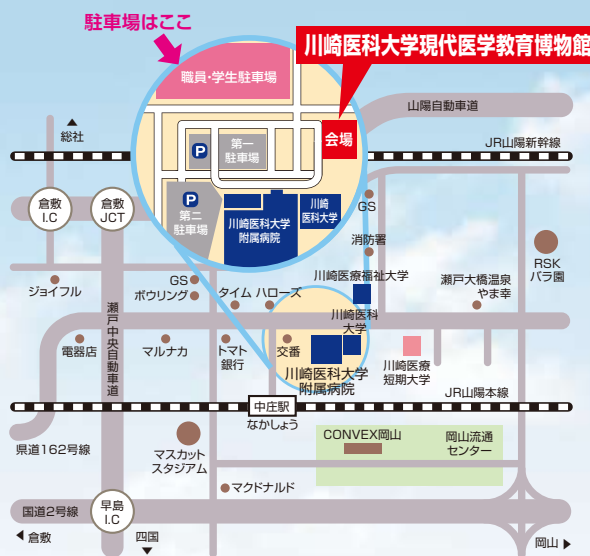 駐車場はここ
川崎医科大学現代医学教育博物館
職員・学生駐車場
山陽自動車道
総社
P
第一
駐車場
会場
JR山陽新幹線
倉敷
I.C
倉敷
JCT
P
第二
駐車場
川崎医科大学
附属病院
川崎
医科大学
GS
消防署
RSK
バラ園
川崎医療福祉大学
瀬戸大橋温泉
やま幸
ジョイフル
GS
ボウリング
タイム
ハローズ
川崎医科
大学
瀬戸中央自動車道
電器店
マルナカ
トマト
銀行
交番
川崎医科大学
附属病院
川崎医療
短期大学
JR山陽本線
中庄駅
なかしょう
県道162号線
マスカット
スタジアム
CONVEX岡山
岡山流通
センター
マクドナルド
国道2号線
早島
I.C
倉敷
四国
岡山